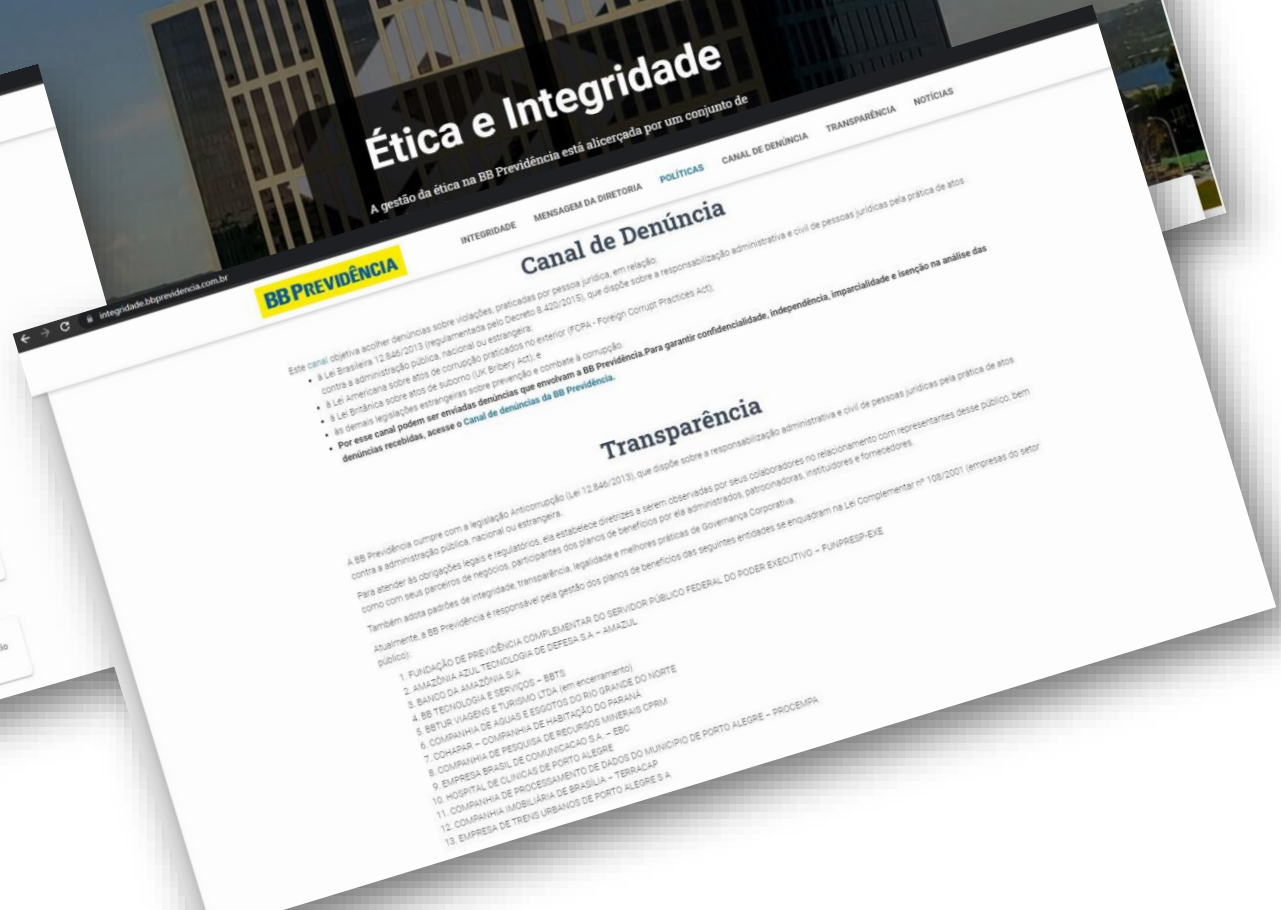 Ética e Integridade
A gestão da ética na BB Previdência está alicerçada por um conjunto de
integridade.bbprevidencia.com.br
BB PREVIDÊNCIA
INTEGRIDADE MENSAGEM DA DIRETORIA POLÍTICAS CANAL DE DENÚNCIA TRANSPARÊNCIA NOTÍCIAS
Canal de Denúncia
Este canal objetiva acolher denúncias sobre violações, praticadas por pessoa jurídica, em relação:
• à Lei Brasileira 12.846/2013 (regulamentada pelo Decreto 8.420/2015), que dispõe sobre a responsabilização administrativa e civil de pessoas jurídicas pela prática de atos
contra a administração pública, nacional ou estrangeira;
• à Lei Americana sobre atos de corrupção praticados no exterior (FCPA - Foreign Corrupt Practices Act);
• à Lei Britânica sobre atos de suborno (UK Bribery Act); e
• às demais legislações estrangeiras sobre prevenção e combate à corrupção.
• Por esse canal podem ser enviadas denúncias que envolvam a BB Previdência.Para garantir confidencialidade, independência, imparcialidade e isenção na análise das
denúncias recebidas, acesse o Canal de denúncias da BB Previdência.
Transparência
A BB Previdência cumpre com a legislação Anticorrupção (Lei 12.846/2013), que dispõe sobre a responsabilização administrativa e civil de pessoas jurídicas pela prática de atos
contra a administração pública, nacional ou estrangeira.
Para atender às obrigações legais e regulatórios, ela estabelece diretrizes a serem observadas por seus colaboradores no relacionamento com representantes desse público, bem
como com seus parceiros de negócios, participantes dos planos de benefícios por ela administrados, patrocinadoras, instituidores e fornecedores.
Também adota padrões de integridade, transparência, legalidade e melhores práticas de Governança Corporativa.
Atualmente, a BB Previdência é responsável pela gestão dos planos de benefícios das seguintes entidades se enquadram na Lei Complementar nº 108/2001 (empresas do setor
público):
1. FUNDAÇÃO DE PREVIDÊNCIA COMPLEMENTAR DO SERVIDOR PÚBLICO FEDERAL DO PODER EXECUTIVO – FUNPRESP-EXE
2. AMAZÔNIA AZUL TECNOLOGIA DE DEFESA S.A – AMAZUL
3. BANCO DA AMAZÔNIA S/A
4. BB TECNOLOGIA E SERVIÇOS – BBTS
5. BBTUR VIAGENS E TURISMO LTDA (em encerramento)
6. COMPANHIA DE AGUAS E ESGOTOS DO RIO GRANDE DO NORTE
7. COHAPAR – COMPANHIA DE HABITAÇÃO DO PARANÁ
8. COMPANHIA DE PESQUISA DE RECURSOS MINERAIS CPRM
9. EMPRESA BRASIL DE COMUNICACAO S.A. – EBC
10. HOSPITAL DE CLINICAS DE PORTO ALEGRE
11. COMPANHIA DE PROCESSAMENTO DE DADOS DO MUNICIPIO DE PORTO ALEGRE – PROCEMPA
12. COMPANHIA IMOBILIÁRIA DE BRASÍLIA – TERRACAP
13. EMPRESA DE TRENS URBANOS DE PORTO ALEGRE S A